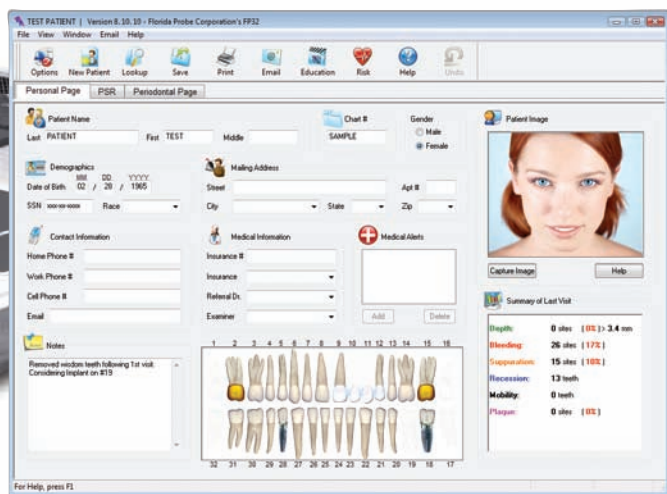 TEST PATIENT | Version 8.10.10 - Florida Probe Corporation's FP32
File View Window Email Help
Options New Patient Lookup Save Print Email Education Risk Help Undo
Personal Page PSR Periodontal Page
Patient Name Chart # Gender Patient Image
Last PATIENT First TEST Middle SAMPLE Male
Female
Demographics Mailing Address
MM DD YYYY
Date of Birth 02 / 28 / 1965 Street Apt #
SSN xxx-xx-xxxx Race City State Zip
Contact Information Medical Information Medical Alerts
Home Phone # Insurance # Capture Image Help
Work Phone # Insurance Summary of Last Visit
Cell Phone # Referral Dr.
Email Examiner Add Delete
Depth: 0 sites [ 0% ] > 3.4 mm
Bleeding: 26 sites [ 17% ]
Suppuration: 15 sites [ 10% ]
Recession: 13 teeth
Mobility: 0 teeth
Plaque: 0 sites [ 0% ]
Notes
Removed wisdom teeth following 1st visit.
Considering Implant on #19
1 2 3 4 5 6 7 8 9 10 11 12 13 14 15 16
32 31 30 29 28 27 26 25 24 23 22 21 20 19 18 17
For Help, press F1